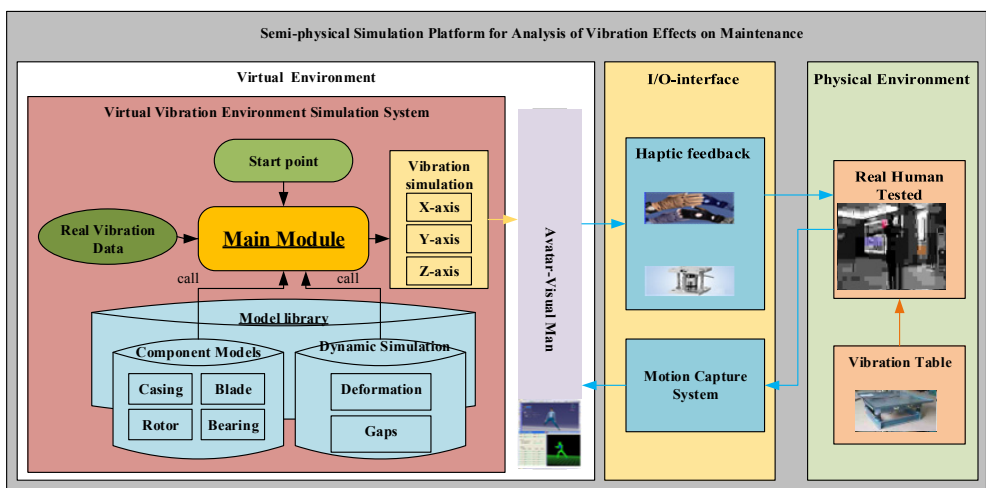 Semi-physical Simulation Platform for Analysis of Vibration Effects on Maintenance
Virtual Environment
Virtual Vibration Environment Simulation System
Start point
Real Vibration
Data
Main Module
Vibration
simulation
X-axis
Y-axis
Z-axis
call
call
Model library
Component Models
Casing
Blade
Rotor
Bearing
Dynamic Simulation
Deformation
Gaps
Avatar-Visual Man
I/O-interface
Haptic feedback
Motion Capture
System
Physical Environment
Real Human
Tested
Vibration Table